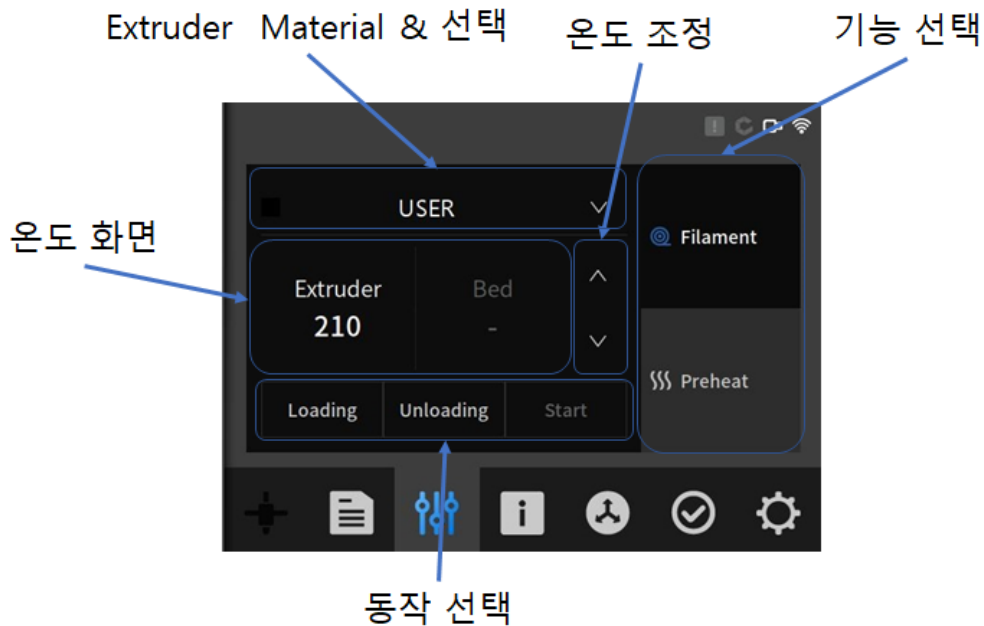 Extruder Material & 선택
온도 조정
기능 선택
USER
온도 화면
Filament
Extruder
Bed
210
-
Preheat
Loading
Unloading
Start
동작 선택